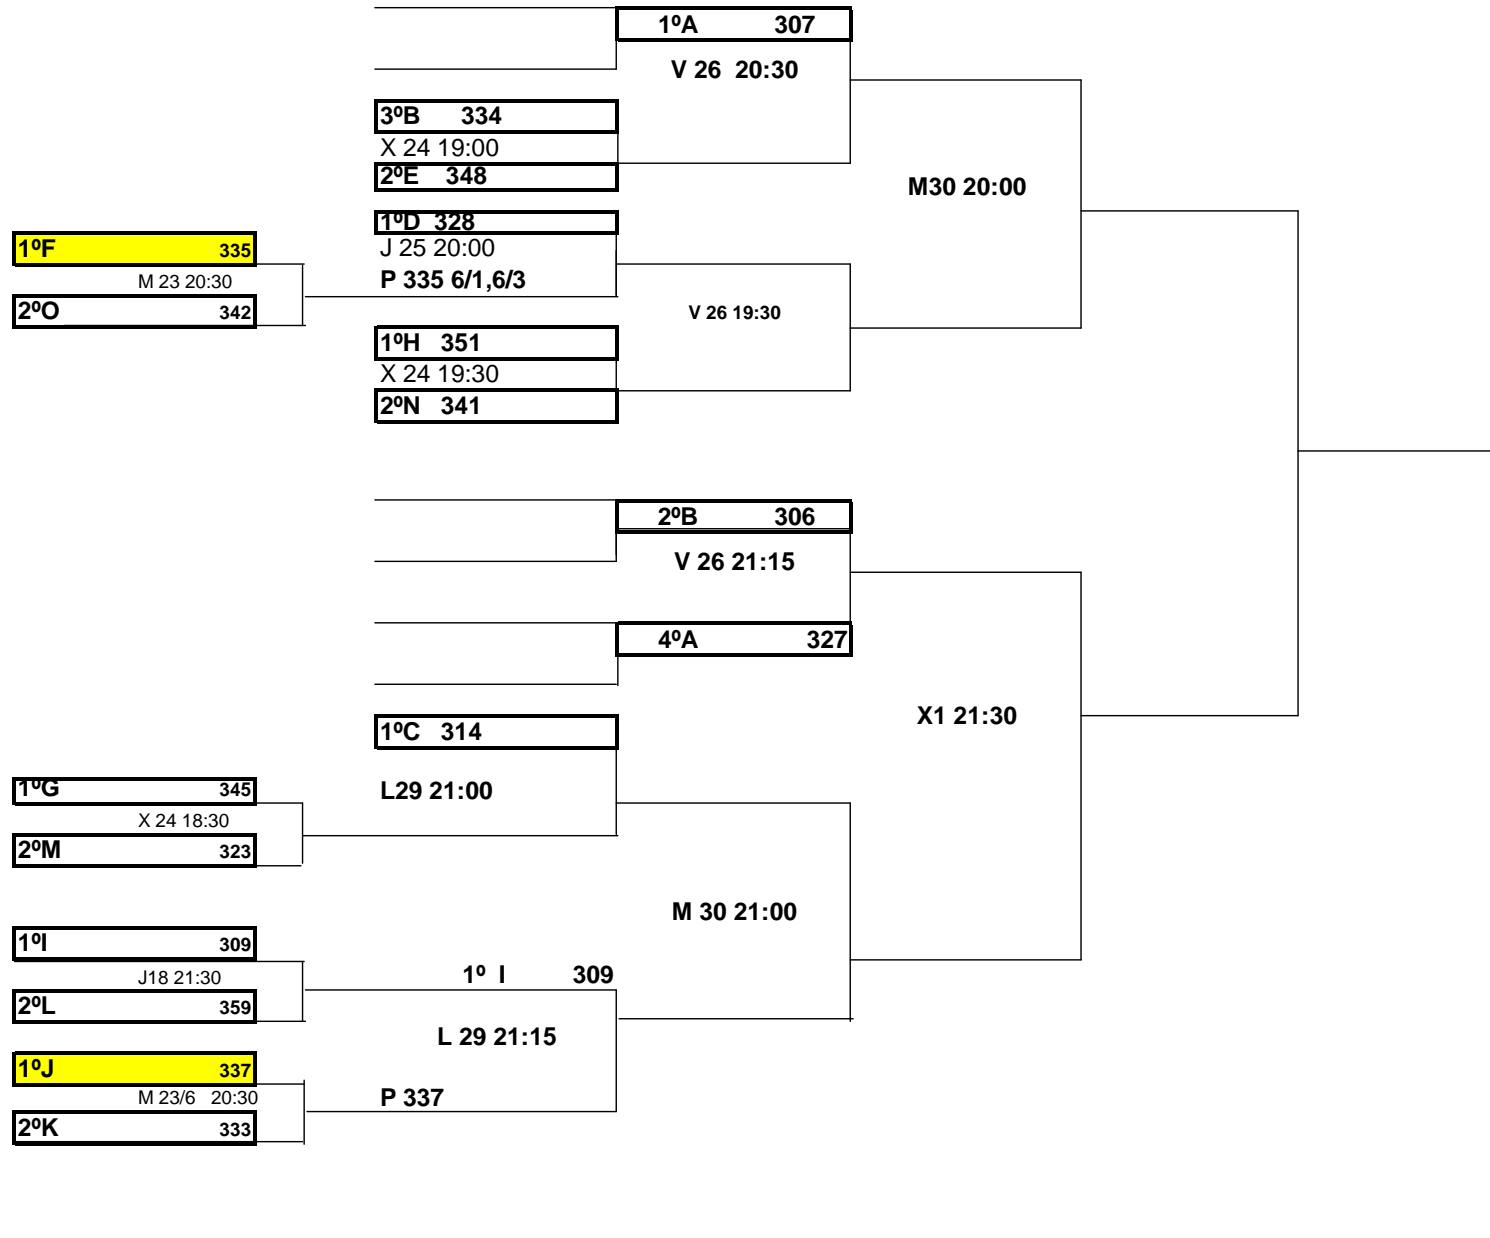 1ºA 307
V 26 20:30
3ºB 334
X 24 19:00
2ºE 348
M30 20:00
1ºD 328
1ºF 335
J 25 20:00
M 23 20:30
P 335 6/1,6/3
2ºO 342
V 26 19:30
1ºH 351
X 24 19:30
2ºN 341
2ºB 306
V 26 21:15
4ºA 327
X1 21:30
1ºC 314
1ºG 345
L29 21:00
X 24 18:30
2ºM 323
M 30 21:00
1ºI 309
J18 21:30
1º I 309
2ºL 359
L 29 21:15
1ºJ 337
M 23/6 20:30
P 337
2ºK 333